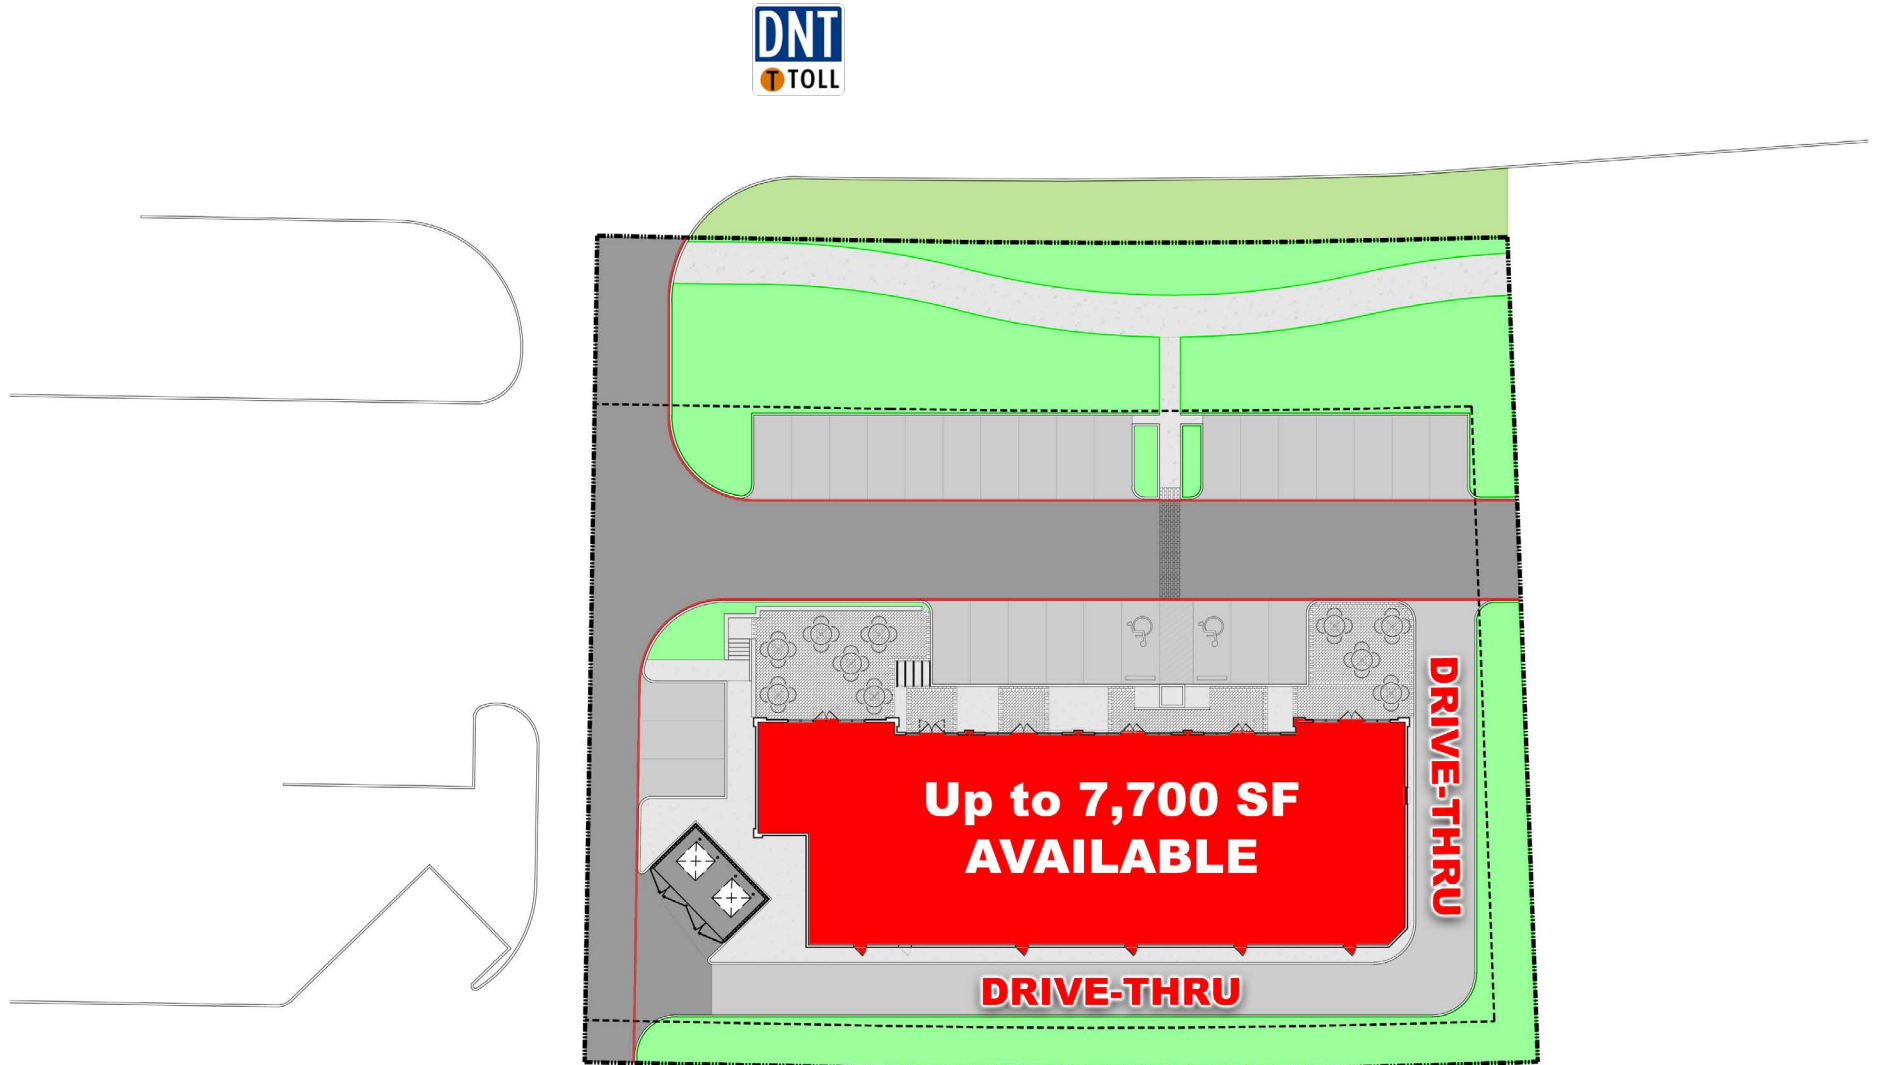 DNT
T TOLL
Up to 7,700 SF
AVAILABLE
DRIVE-THRU
DRIVE-THRU